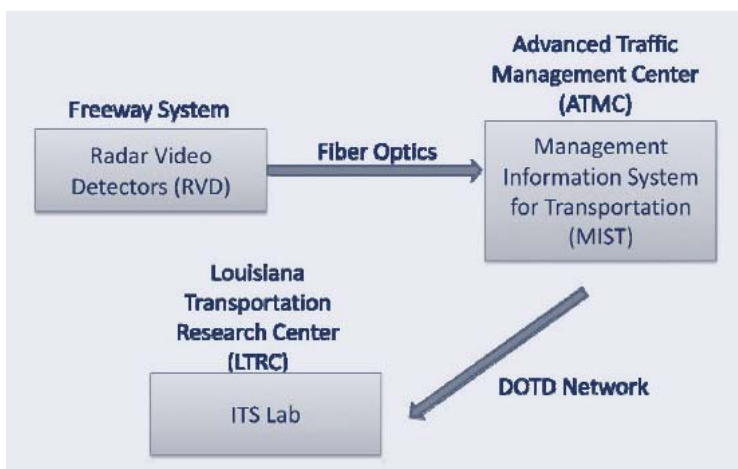 Freeway System
Radar Video
Detectors (RVD)
Fiber Optics
Advanced Traffic
Management Center
(ATMC)
Management
Information System
for Transportation
(MIST)
DOTD Network
Louisiana
Transportation
Research Center
(LTRC)
ITS Lab